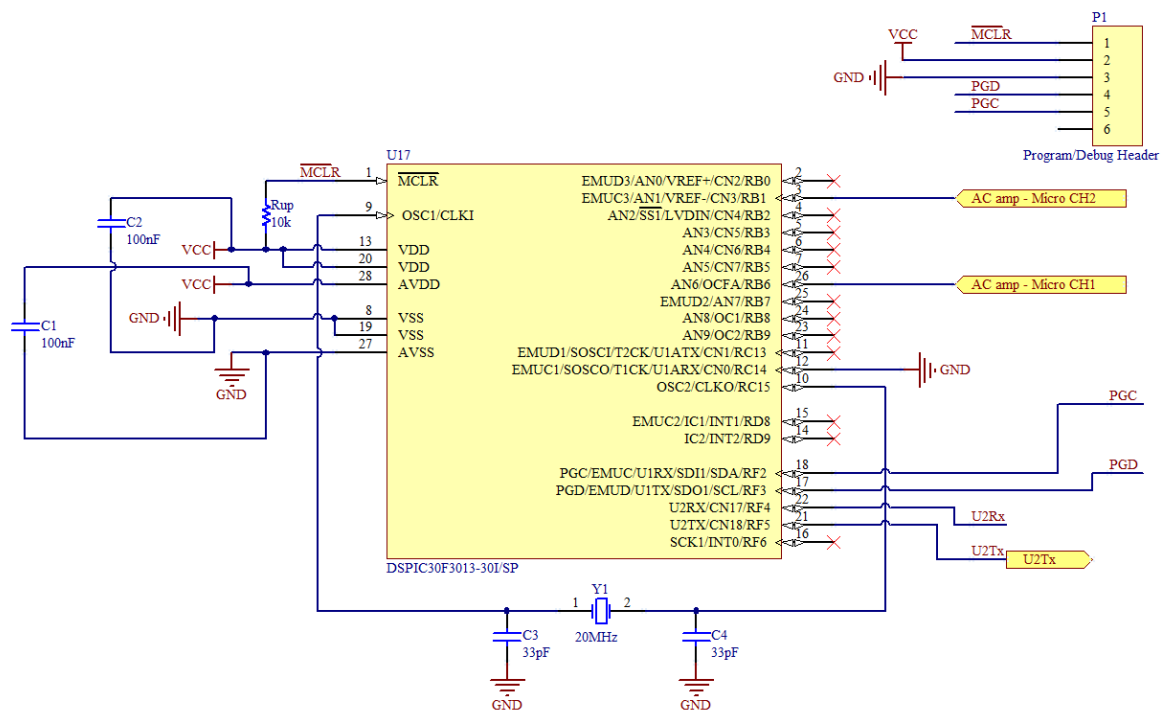 P1
MCLR 1
VCC 2
GND 3
PGD 4
PGC 5
6
Program/Debug Header
U17
MCLR 1 MCLR
Rup
10k
9 OSC1/CLKI
C2
100nF
VCC 13 VDD
20 VDD
VCC 28 AVDD
C1
100nF
GND 8 VSS
19 VSS
27 AVSS
GND
EMUD3/AN0/VREF+/CN2/RB0 2
EMUC3/AN1/VREF-/CN3/RB1 3 AC amp - Micro CH2
AN2/SS1/LVDIN/CN4/RB2 4
AN3/CN5/RB3 5
AN4/CN6/RB4 6
AN5/CN7/RB5 7
AN6/OCFA/RB6 26 AC amp - Micro CH1
EMUD2/AN7/RB7 25
AN8/OC1/RB8 24
AN9/OC2/RB9 23
EMUD1/SOSCI/T2CK/U1ATX/CN1/RC13 11
EMUC1/SOSCO/T1CK/U1ARX/CN0/RC14 12 GND
OSC2/CLKO/RC15 10
PGC
EMUC2/IC1/INT1/RD8 15
IC2/INT2/RD9 14
PGD
PGC/EMUC/U1RX/SDI1/SDA/RF2 18
PGD/EMUD/U1TX/SDO1/SCL/RF3 17
U2RX/CN17/RF4 22 U2Rx
U2TX/CN18/RF5 21
SCK1/INT0/RF6 16
U2Tx U2Tx
DSPIC30F3013-30I/SP
Y1
1 2
20MHz
C3
33pF
C4
33pF
GND GND